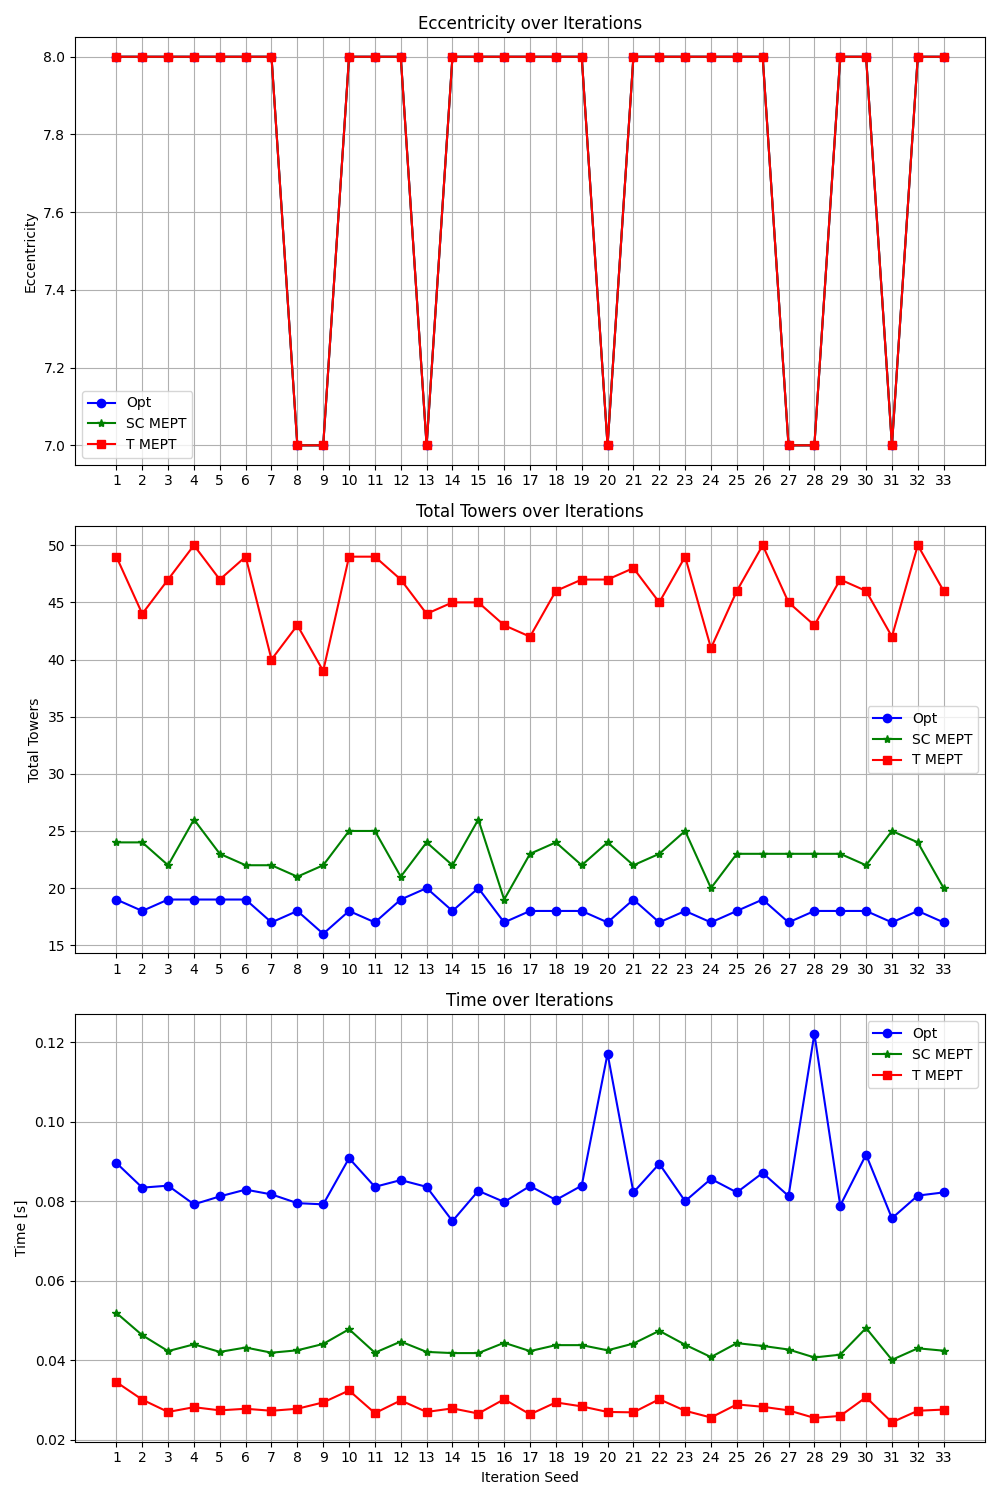 Eccentricity over Iterations
Eccentricity
8.0
7.8
7.6
7.4
7.2
7.0
Opt
SC MEPT
T MEPT
1 2 3 4 5 6 7 8 9 10 11 12 13 14 15 16 17 18 19 20 21 22 23 24 25 26 27 28 29 30 31 32 33
Total Towers over Iterations
Total Towers
50
45
40
35
30
25
20
15
Opt
SC MEPT
T MEPT
1 2 3 4 5 6 7 8 9 10 11 12 13 14 15 16 17 18 19 20 21 22 23 24 25 26 27 28 29 30 31 32 33
Time over Iterations
Time [s]
0.12
0.10
0.08
0.06
0.04
0.02
Opt
SC MEPT
T MEPT
1 2 3 4 5 6 7 8 9 10 11 12 13 14 15 16 17 18 19 20 21 22 23 24 25 26 27 28 29 30 31 32 33
Iteration Seed